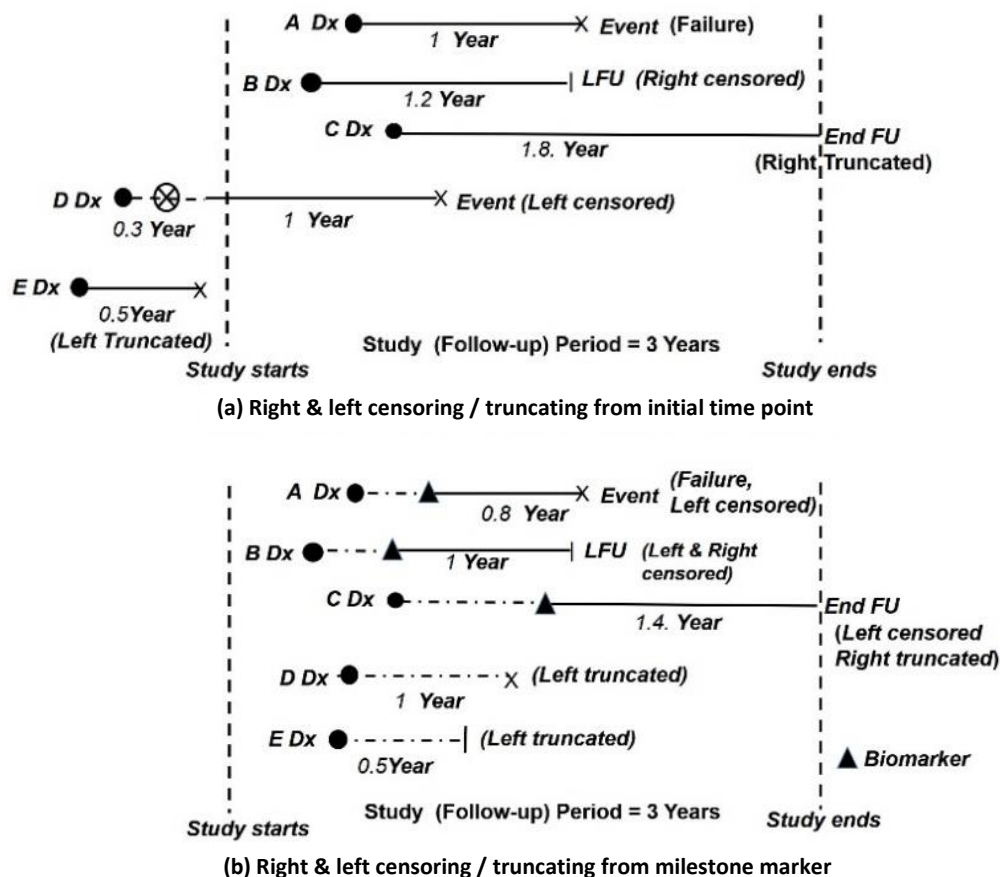 A Dx
1 Year
Event (Failure)
B Dx
1.2 Year
LFU (Right censored)
C Dx
1.8. Year
End FU
(Right Truncated)
D Dx
0.3 Year
1 Year
Event (Left censored)
E Dx
0.5Year
(Left Truncated)
Study (Follow-up) Period = 3 Years
Study starts
Study ends
(a) Right & left censoring / truncating from initial time point
A Dx
0.8 Year
Event
(Failure,
Left censored)
B Dx
1 Year
LFU
(Left & Right
censored)
C Dx
1.4. Year
End FU
(Left censored
Right truncated)
D Dx
1 Year
(Left truncated)
E Dx
0.5Year
(Left truncated)
Biomarker
Study (Follow-up) Period = 3 Years
Study starts
Study ends
(b) Right & left censoring / truncating from milestone marker